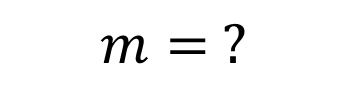 m = ?